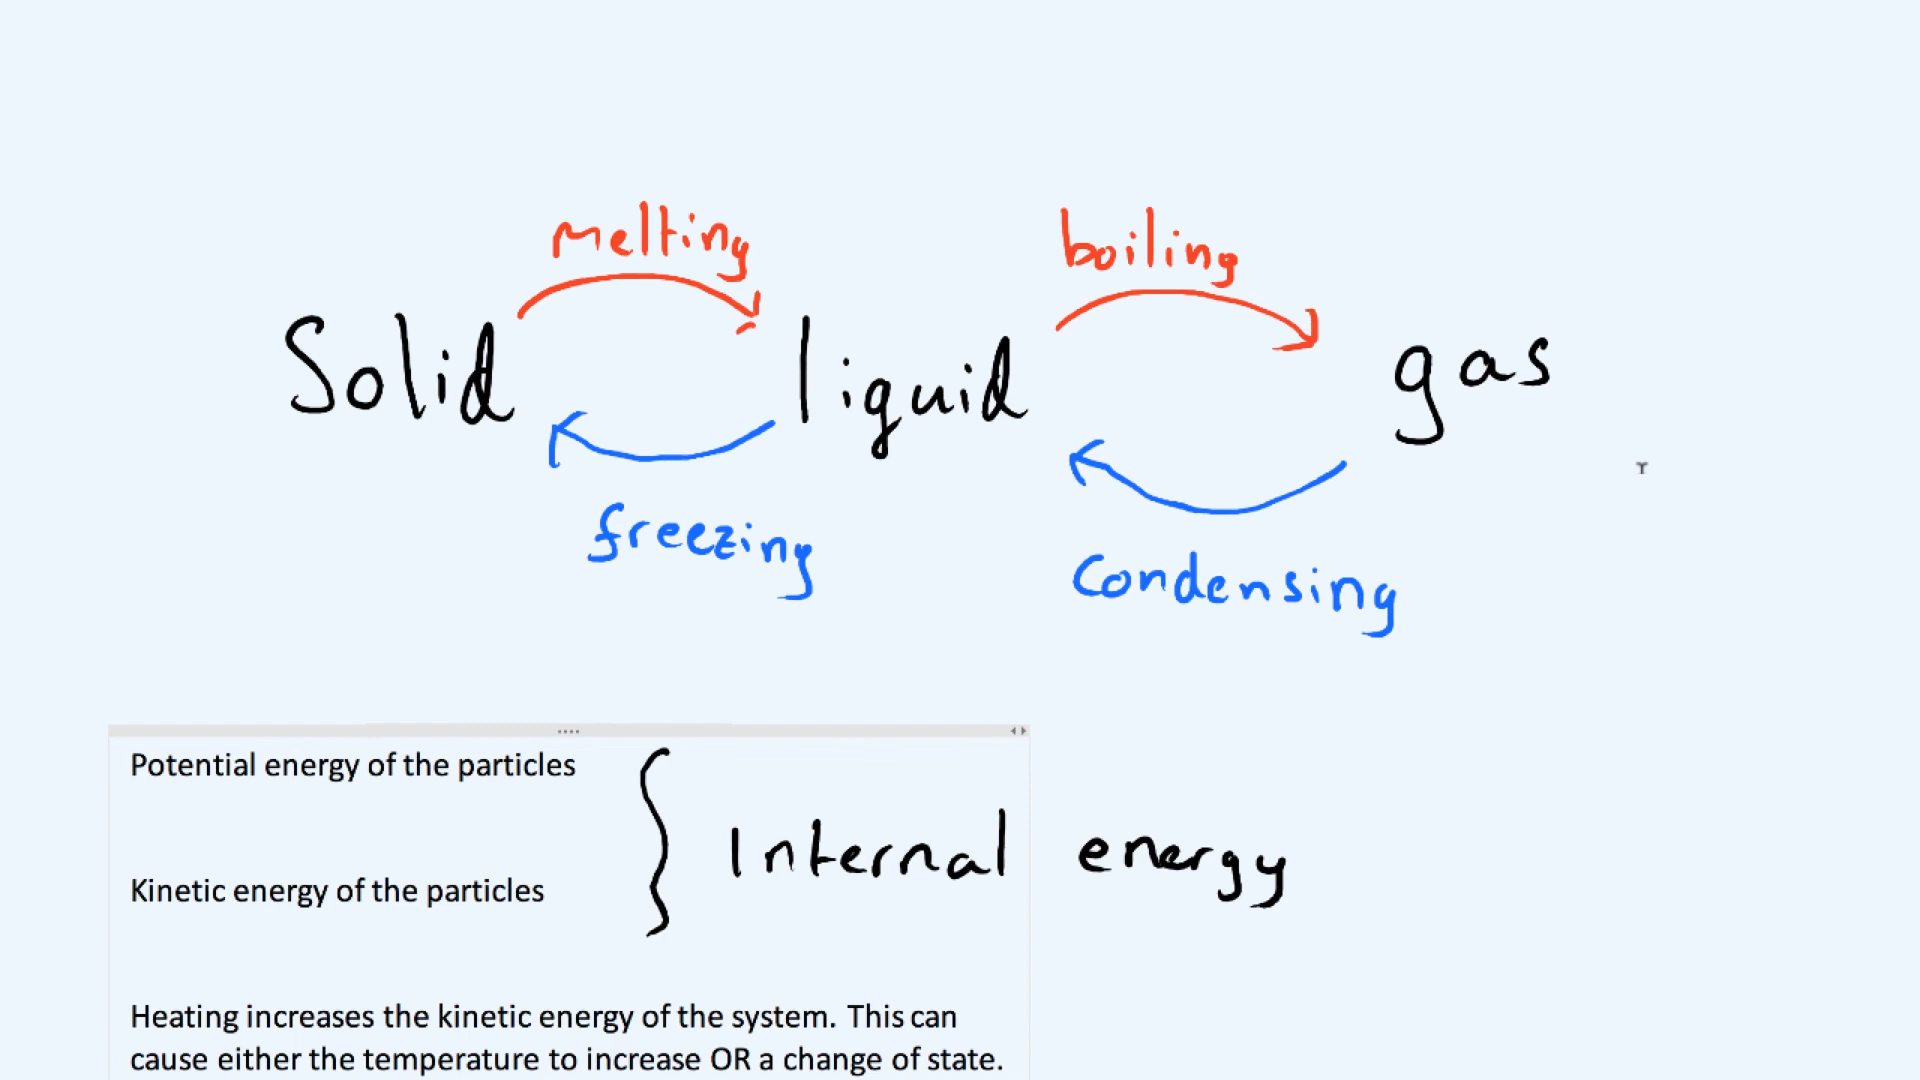 melting
boiling
Solid
liquid
gas
freezing
Condensing
Potential energy of the particles
Internal energy
Kinetic energy of the particles
Heating increases the kinetic energy of the system. This can
cause either the temperature to increase OR a change of state.